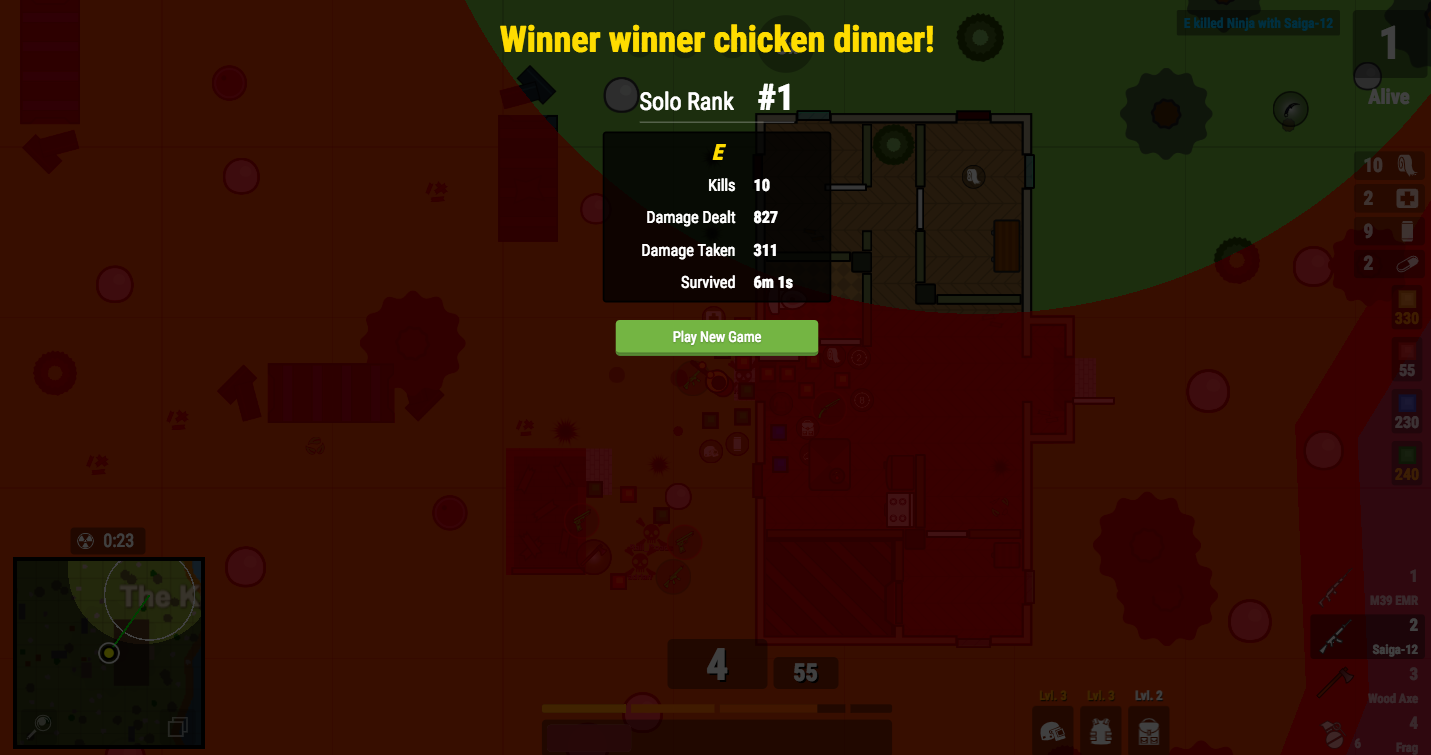 Winner winner chicken dinner!
E killed Ninja with Saiga-12
1
Alive
Solo Rank #1
E
Kills 10
Damage Dealt 827
Damage Taken 311
Survived 6m 1s
Play New Game
10
2
9
2
330
55
230
240
0:23
The K
4 55
Lvl. 3 Lvl. 3 Lvl. 2
1
M39 EMR
2
Saiga-12
3
Wood Axe
4
6 Frag